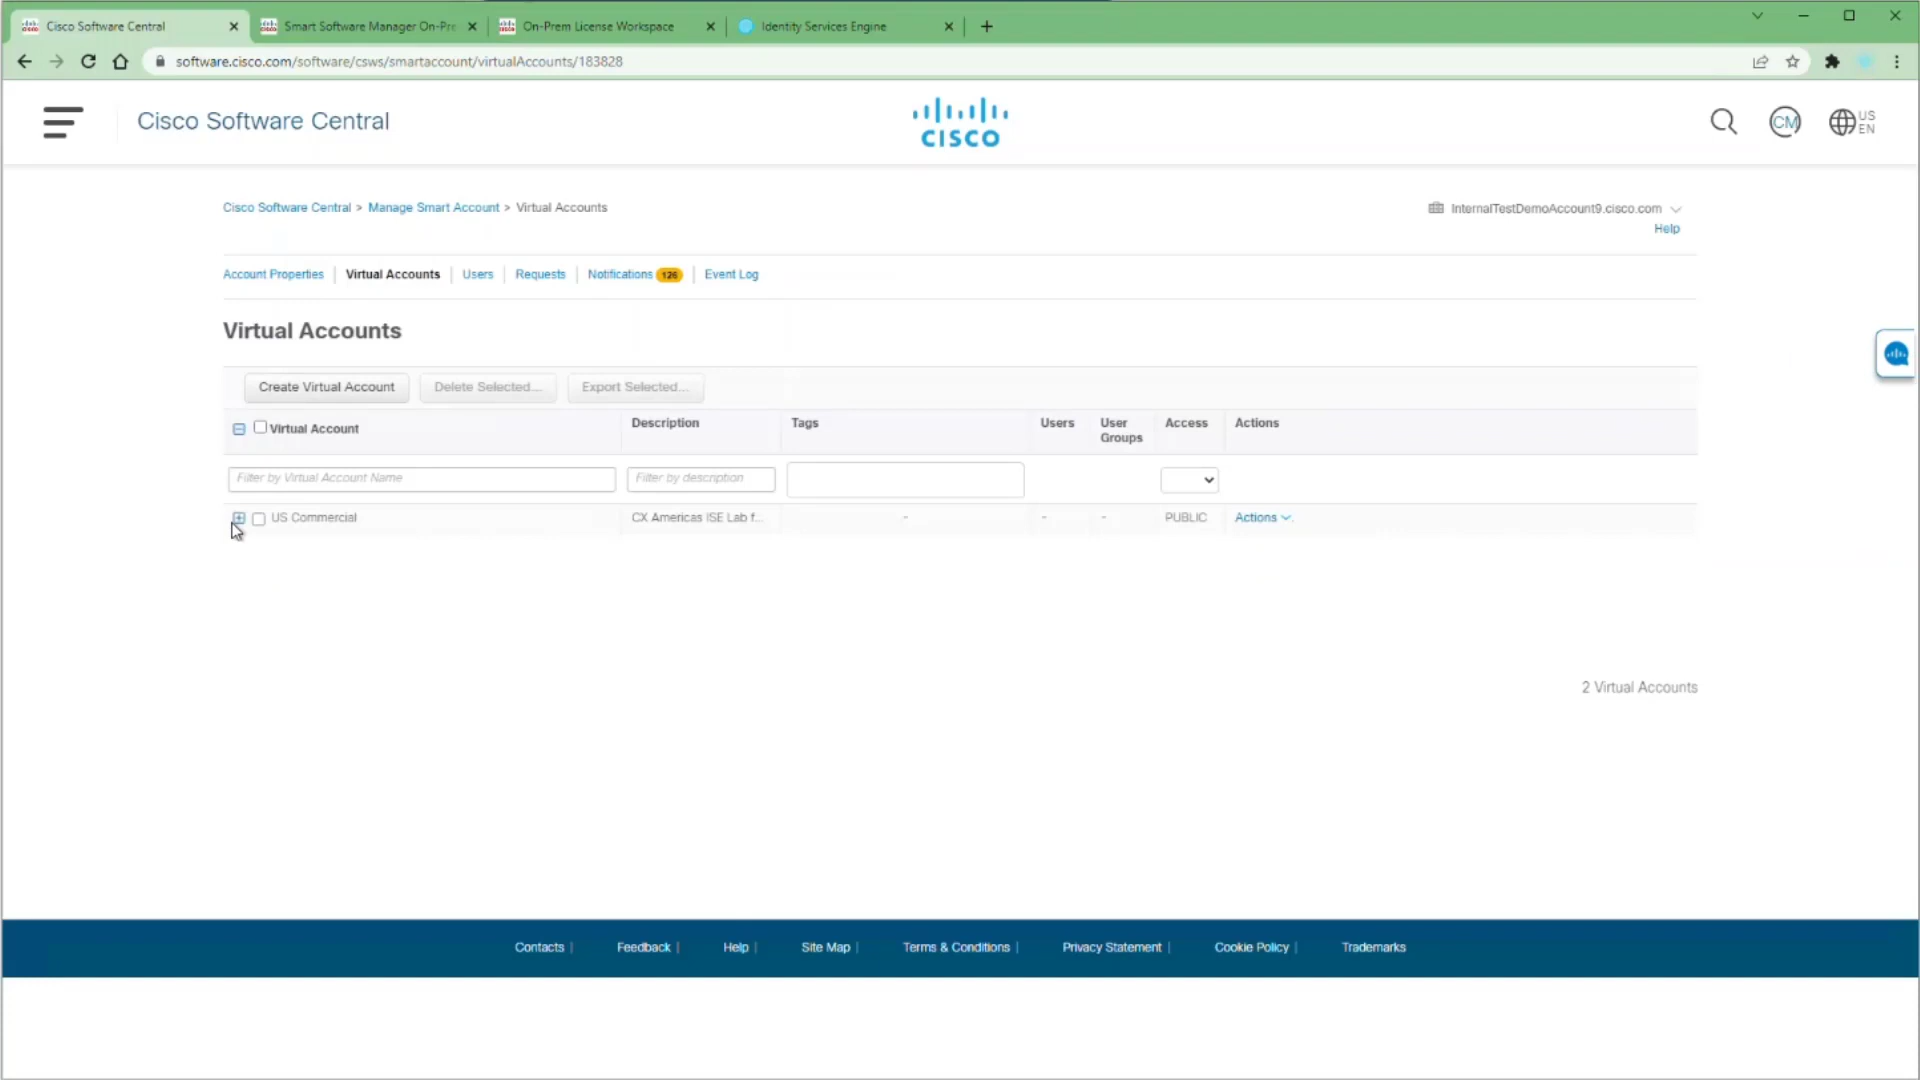 Cisco Software Central
Smart Software Manager On-Pre
On-Prem License Workspace
Identity Services Engine
software.cisco.com/software/csws/smartaccount/virtualAccounts/183828
Cisco Software Central
CISCO
CM
US
EN
Cisco Software Central > Manage Smart Account > Virtual Accounts
InternalTestDemoAccount9.cisco.com
Help
Account Properties | Virtual Accounts | Users | Requests | Notifications 126 | Event Log
Virtual Accounts
Create Virtual Account Delete Selected... Export Selected...
Virtual Account Description Tags Users User Groups Access Actions
Filter by Virtual Account Name Filter by description
US Commercial CX Americas ISE Lab f... - - - PUBLIC Actions
2 Virtual Accounts
Contacts | Feedback | Help | Site Map | Terms & Conditions | Privacy Statement | Cookie Policy | Trademarks